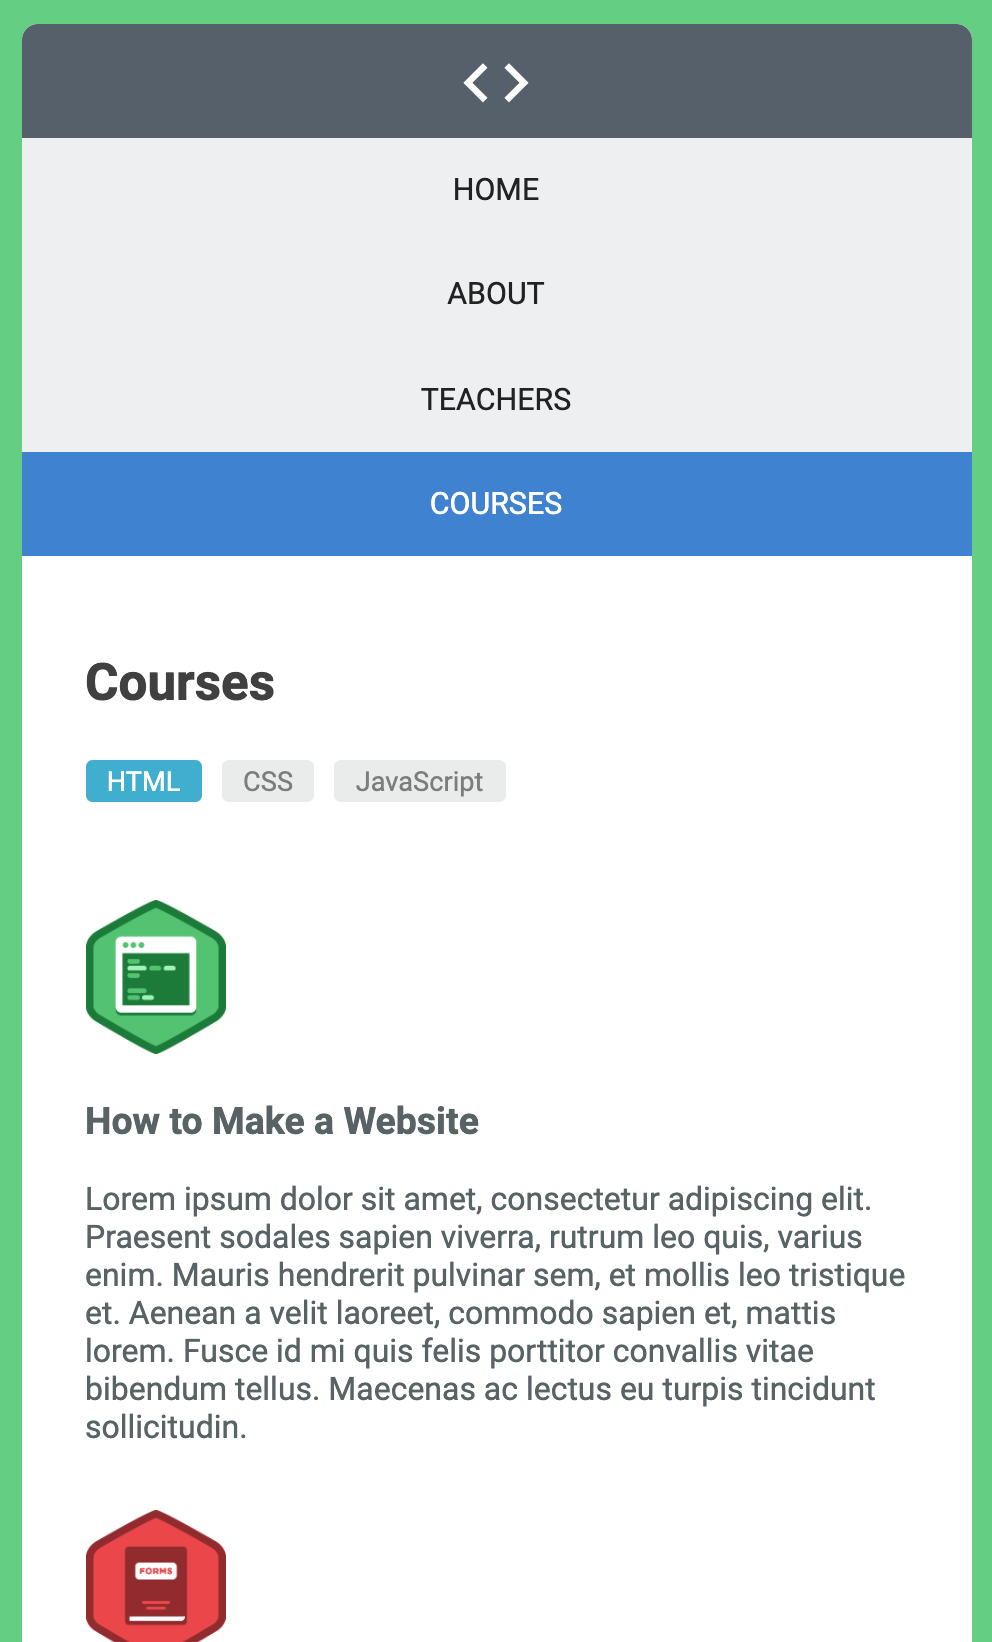 HOME
ABOUT
TEACHERS
COURSES
Courses
HTML CSS JavaScript
How to Make a Website
Lorem ipsum dolor sit amet, consectetur adipiscing elit.
Praesent sodales sapien viverra, rutrum leo quis, varius
enim. Mauris hendrerit pulvinar sem, et mollis leo tristique
et. Aenean a velit laoreet, commodo sapien et, mattis
lorem. Fusce id mi quis felis porttitor convallis vitae
bibendum tellus. Maecenas ac lectus eu turpis tincidunt
sollicitudin.
FORMS